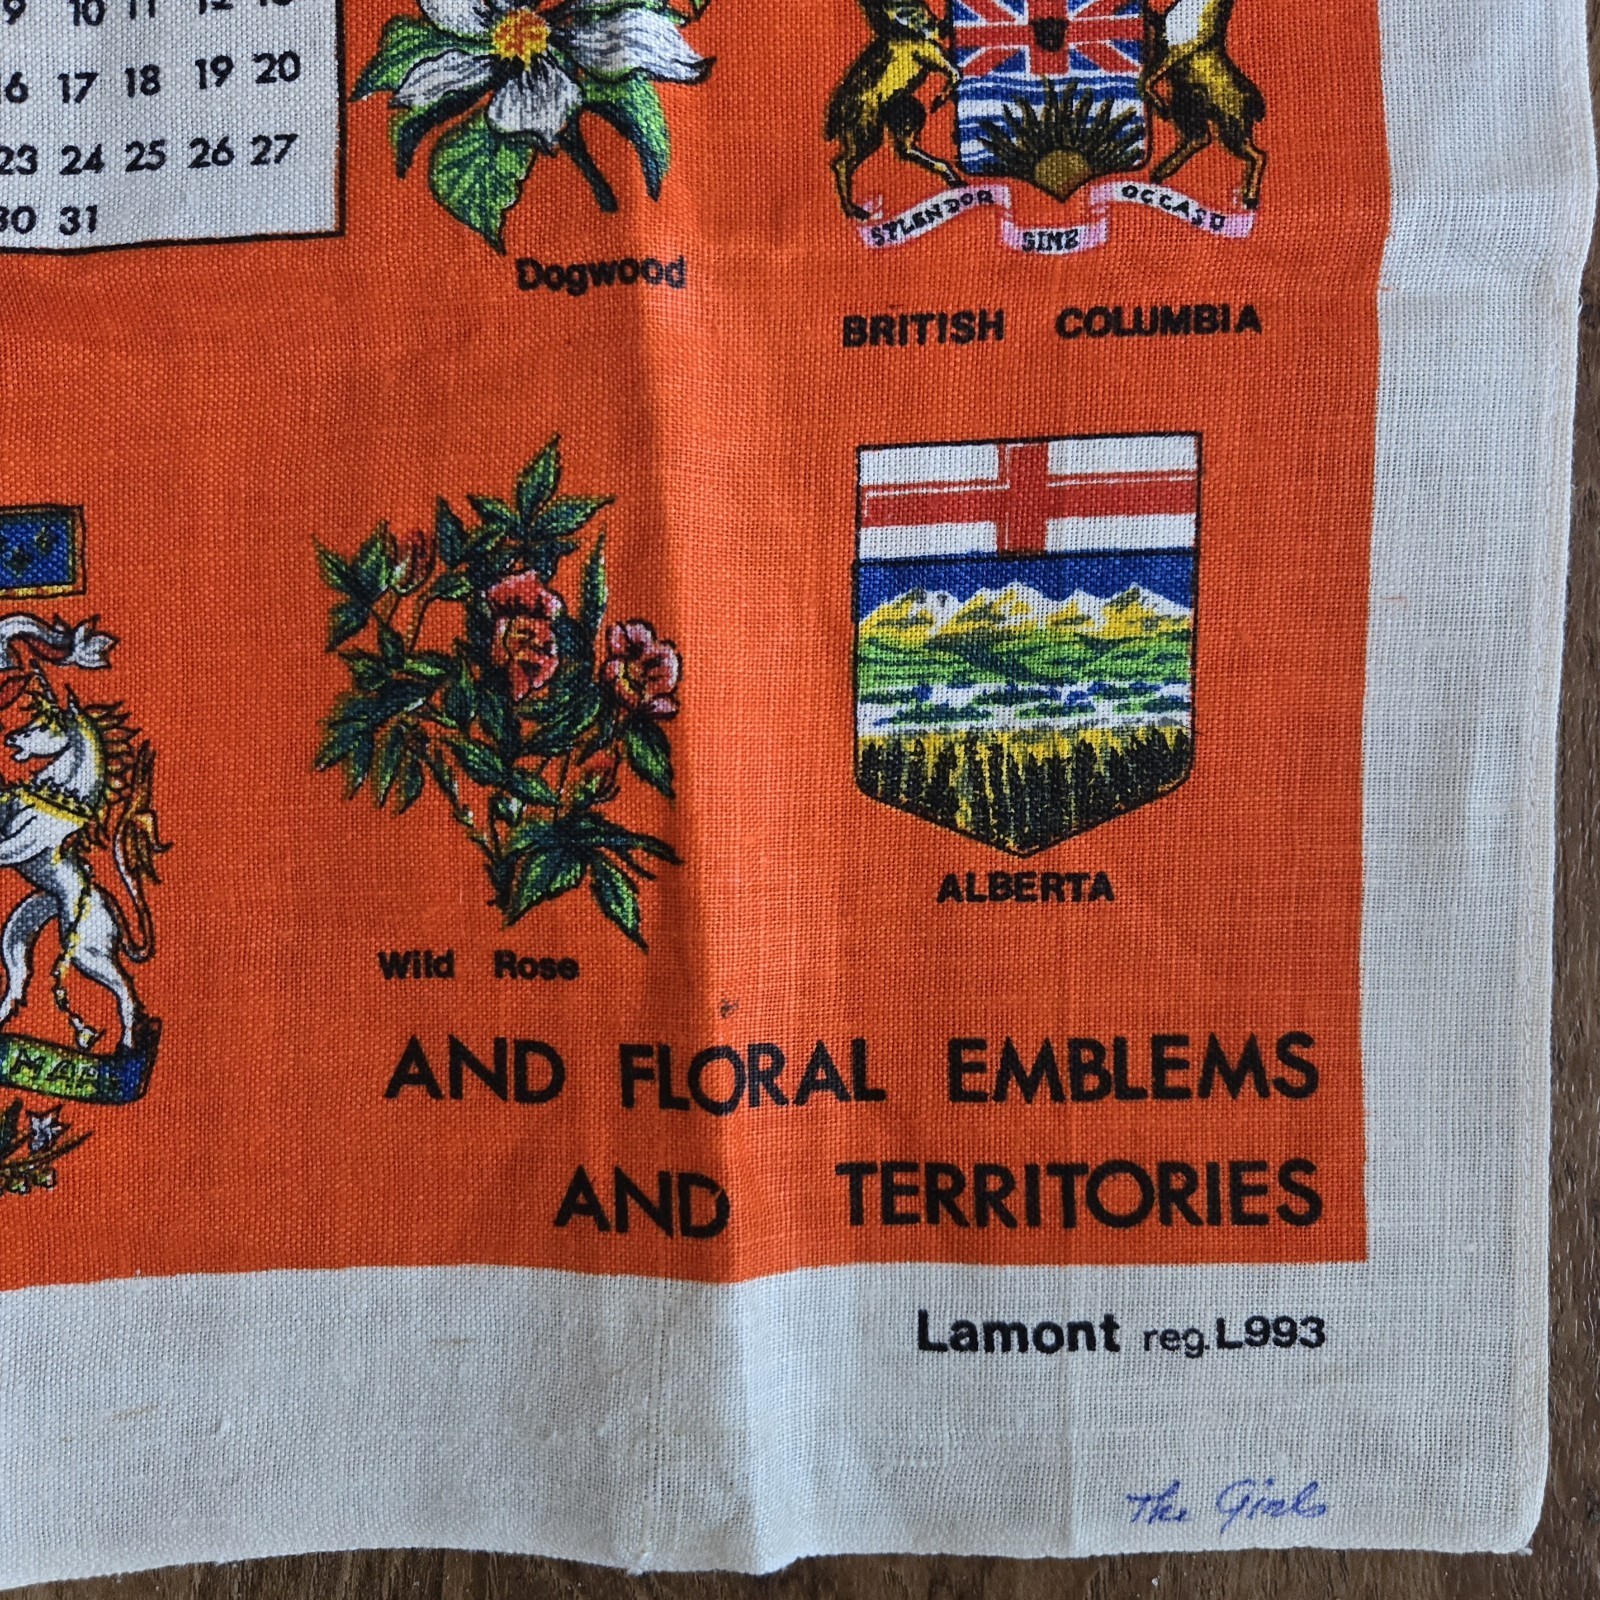 9 10 11 12 13
16 17 18 19 20
23 24 25 26 27
30 31
Dogwood
SPLENDOR SINE OCCASU
BRITISH COLUMBIA
ALBERTA
Wild Rose
AND FLORAL EMBLEMS
AND TERRITORIES
Lamont reg.L993
The Girls